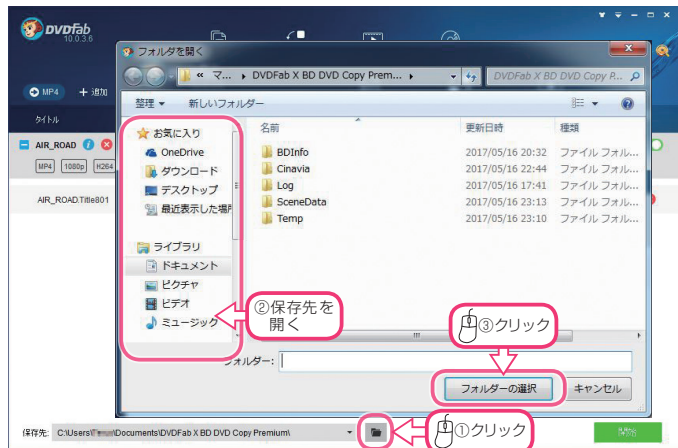 DVDFab
10.0.3.6
フォルダを開く
« マ... ▸ DVDFab X BD DVD Copy Prem... ▸
DVDFab X BD DVD Copy P...
MP4
+ 追加
整理 ▼ 新しいフォルダー
タイトル
名前 更新日時 種類
AIR_ROAD
MP4 1080p H264
AIR_ROAD.Title801
お気に入り
OneDrive
ダウンロード
デスクトップ
最近表示した場所
ライブラリ
ドキュメント
ピクチャ
ビデオ
ミュージック
BDInfo 2017/05/16 20:32 ファイル フォル...
Cinavia 2017/05/16 22:44 ファイル フォル...
Log 2017/05/16 17:41 ファイル フォル...
SceneData 2017/05/16 23:13 ファイル フォル...
Temp 2017/05/16 23:10 ファイル フォル...
②保存先を
開く
③クリック
フォルダー:
フォルダーの選択
キャンセル
保存先: C:\Users\ \Documents\DVDFab X BD DVD Copy Premium\
①クリック